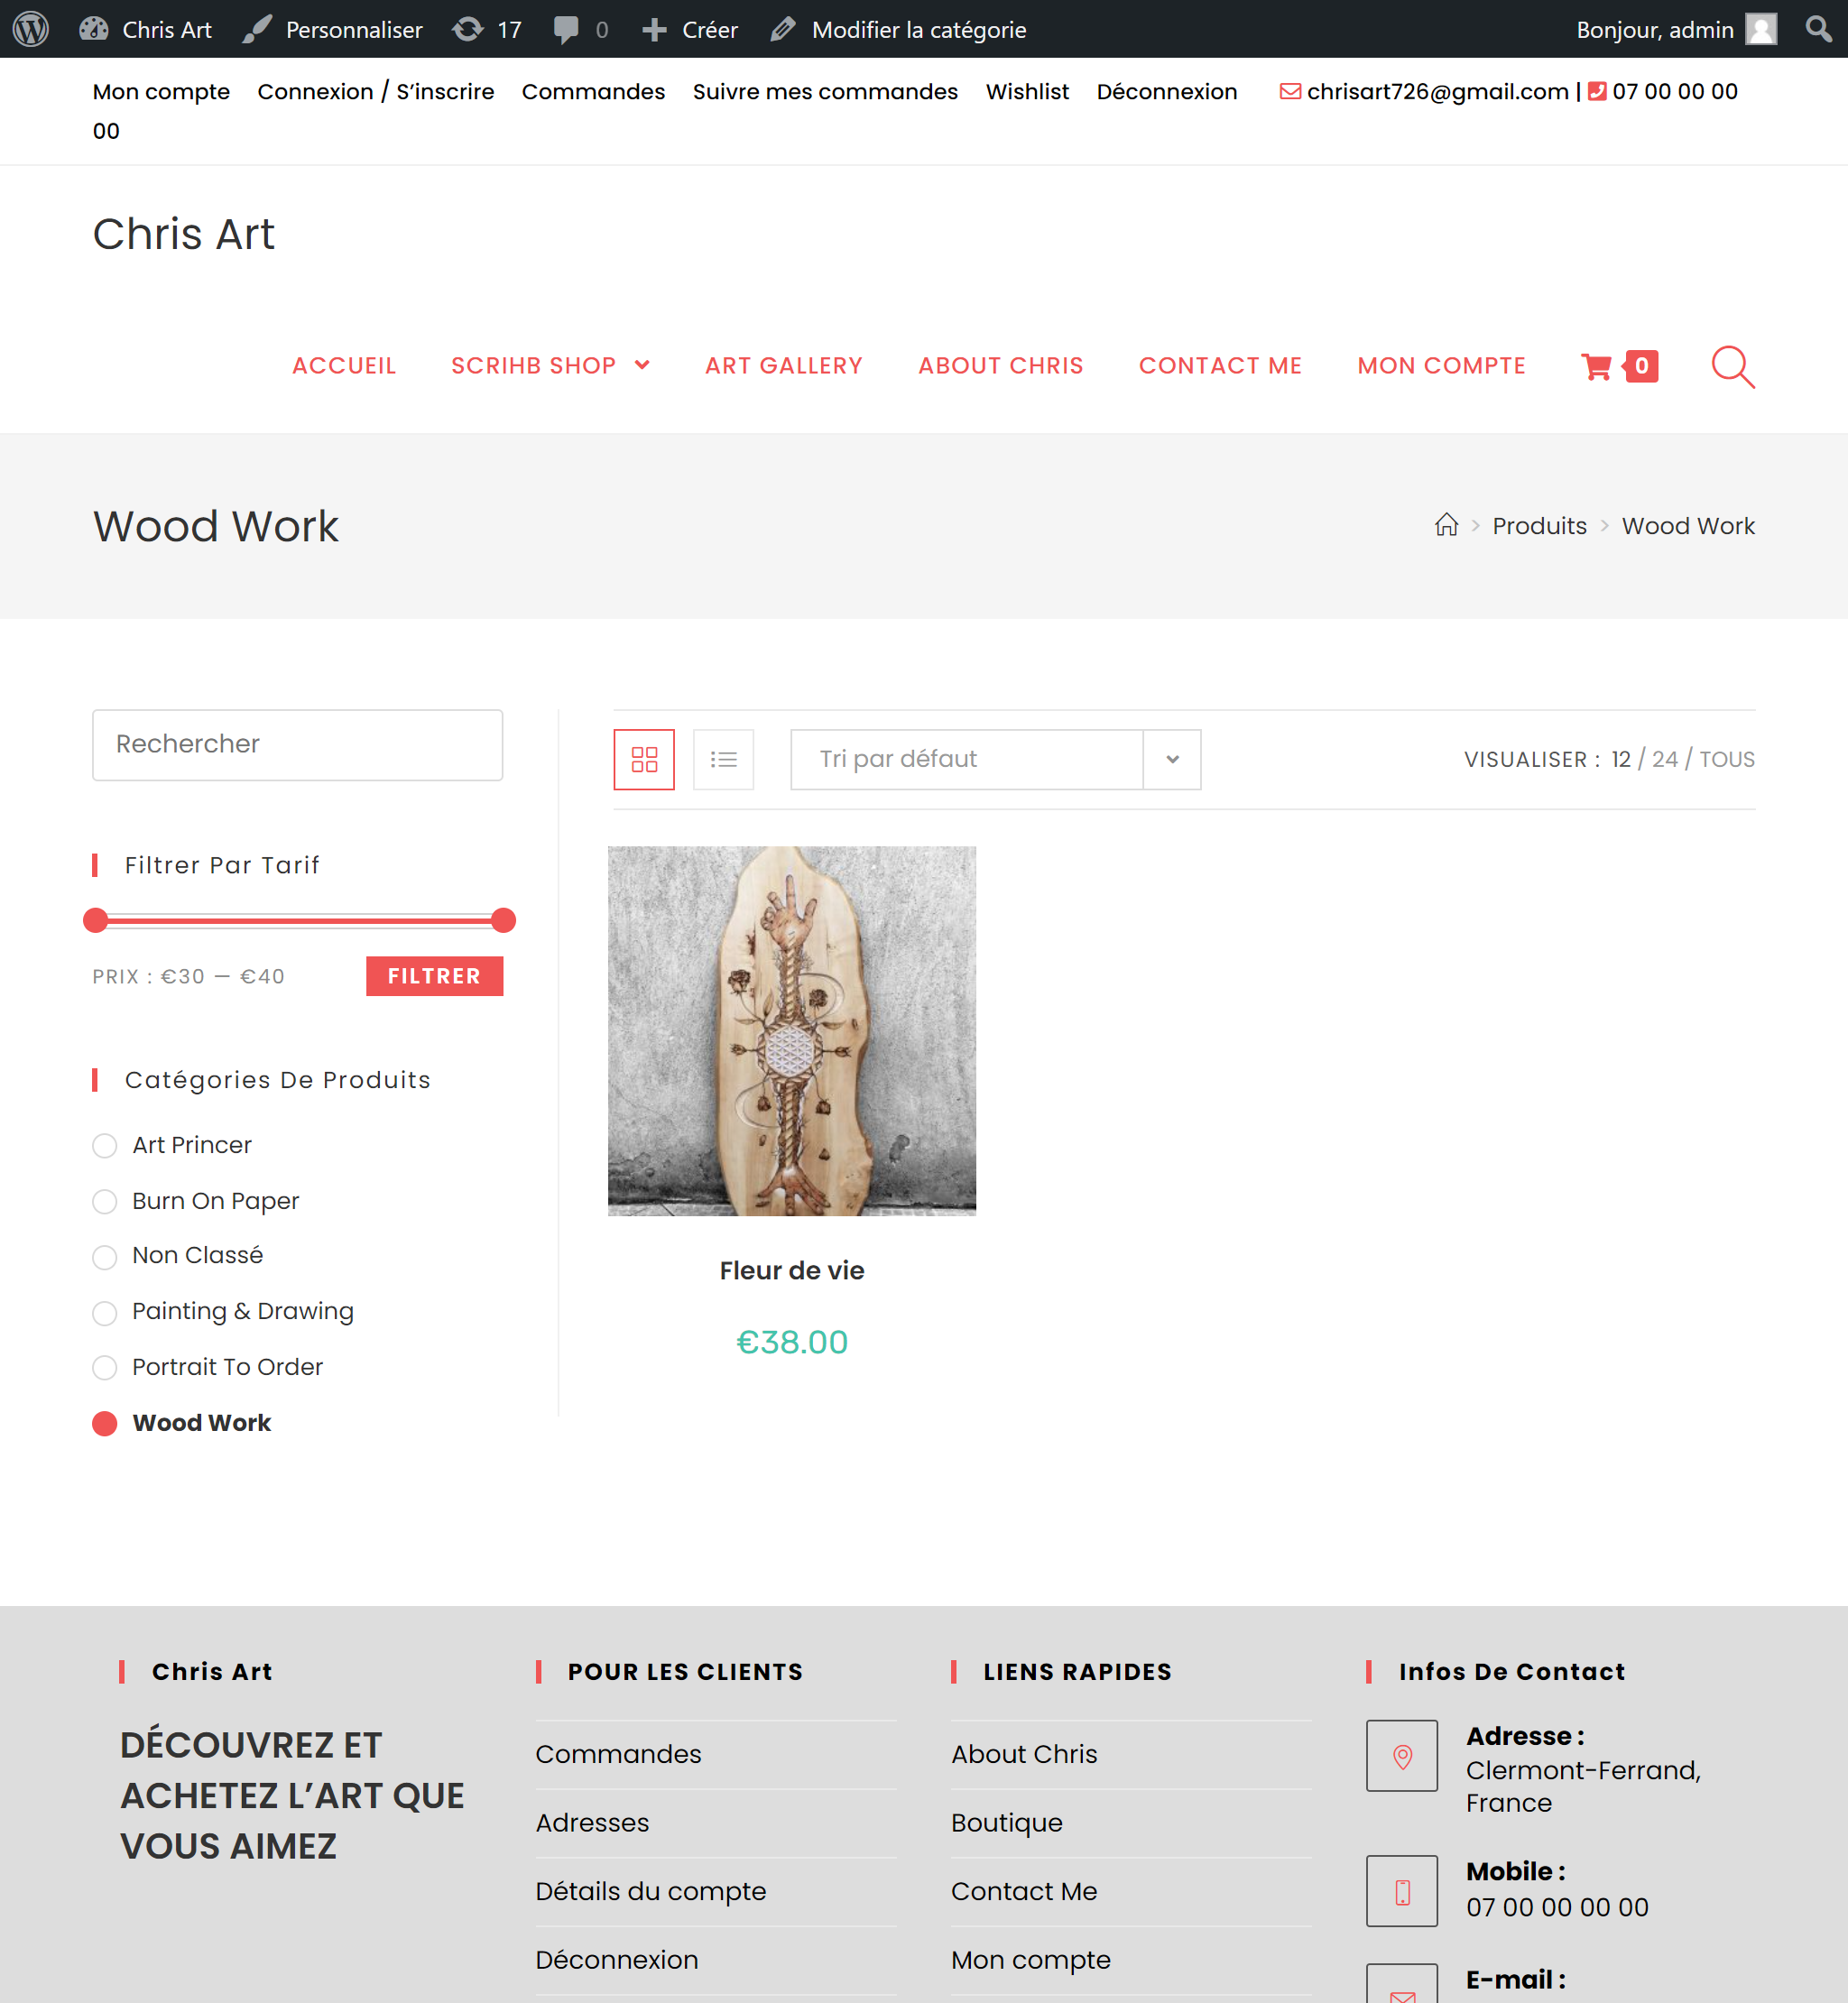 Chris Art Personnaliser 17 0 Créer Modifier la catégorie Bonjour, admin
Mon compte Connexion / S’inscrire Commandes Suivre mes commandes Wishlist Déconnexion chrisart726@gmail.com | 07 00 00 00
00
Chris Art
ACCUEIL SCRIHB SHOP ART GALLERY ABOUT CHRIS CONTACT ME MON COMPTE 0
Wood Work
> Produits > Wood Work
Rechercher
Tri par défaut
VISUALISER : 12 / 24 / TOUS
Filtrer Par Tarif
PRIX : €30 — €40
FILTRER
Catégories De Produits
Art Princer
Burn On Paper
Non Classé
Painting & Drawing
Portrait To Order
Wood Work
Fleur de vie
€38.00
Chris Art
DÉCOUVREZ ET
ACHETEZ L’ART QUE
VOUS AIMEZ
POUR LES CLIENTS
Commandes
Adresses
Détails du compte
Déconnexion
LIENS RAPIDES
About Chris
Boutique
Contact Me
Mon compte
Infos De Contact
Adresse :
Clermont-Ferrand,
France
Mobile :
07 00 00 00 00
E-mail :